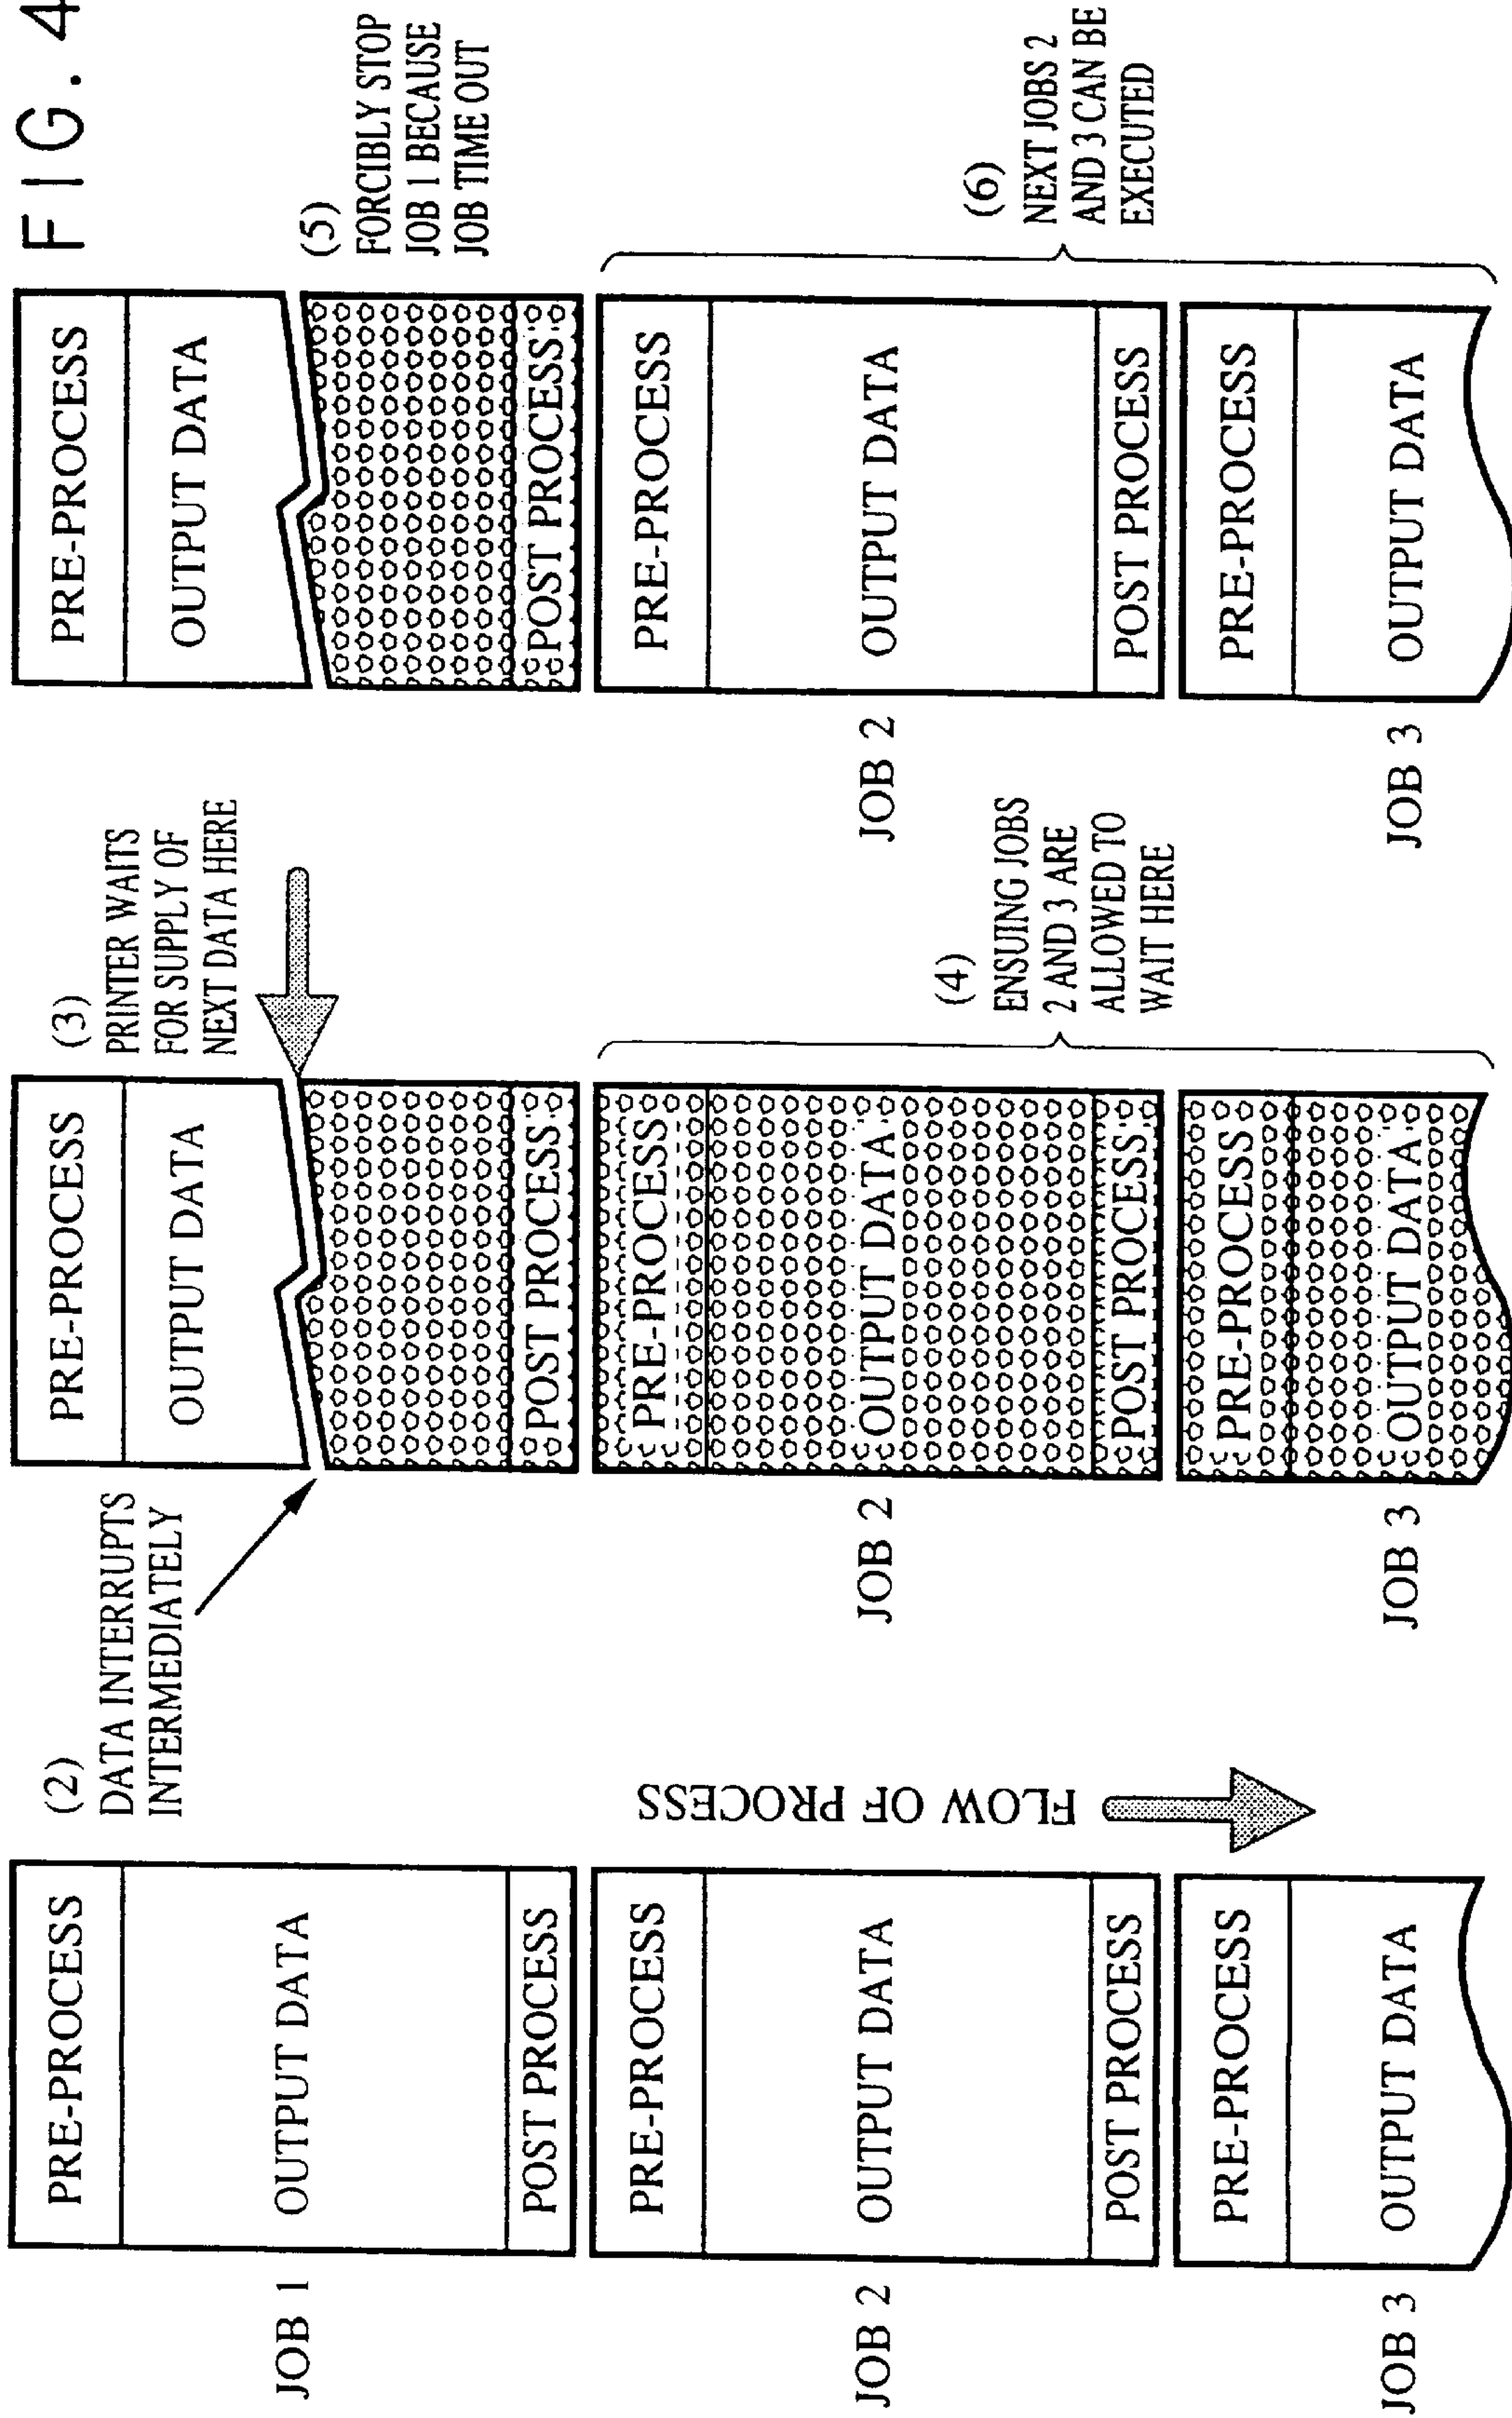 FIG. 4
JOB 1
PRE-PROCESS
OUTPUT DATA
POST PROCESS
JOB 2
PRE-PROCESS
OUTPUT DATA
POST PROCESS
JOB 3
PRE-PROCESS
OUTPUT DATA
FLOW OF PROCESS
(2)
DATA INTERRUPTS
INTERMEDIATELY
PRE-PROCESS
OUTPUT DATA
POST PROCESS
JOB 2
PRE-PROCESS
OUTPUT DATA
POST PROCESS
JOB 3
PRE-PROCESS
OUTPUT DATA
(3)
PRINTER WAITS
FOR SUPPLY OF
NEXT DATA HERE
(4)
ENSUING JOBS
2 AND 3 ARE
ALLOWED TO
WAIT HERE
PRE-PROCESS
OUTPUT DATA
POST PROCESS
JOB 2
PRE-PROCESS
OUTPUT DATA
POST PROCESS
JOB 3
PRE-PROCESS
OUTPUT DATA
(5)
FORCIBLY STOP
JOB 1 BECAUSE
JOB TIME OUT
(6)
NEXT JOBS 2
AND 3 CAN BE
EXECUTED